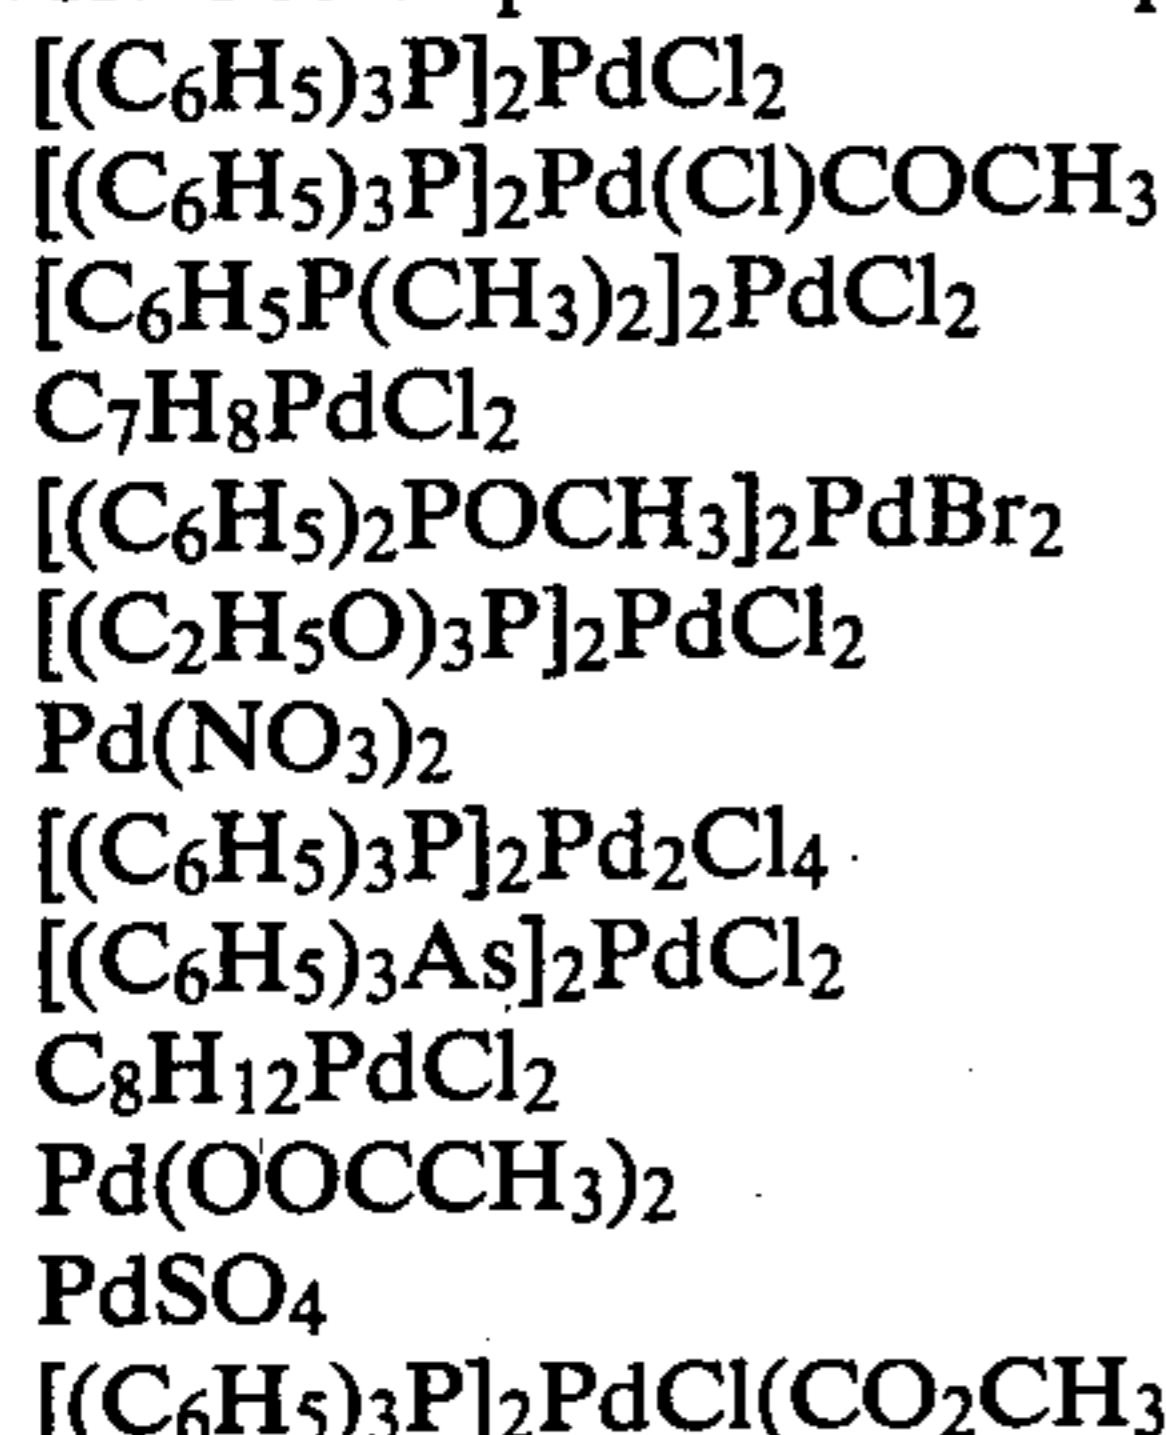 [(C6H5)3P]2PdCl2
[(C6H5)3P]2Pd(Cl)COCH3
[C6H5P(CH3)2]2PdCl2
C7H8PdCl2
[(C6H5)2POCH3]2PdBr2
[(C2H5O)3P]2PdCl2
Pd(NO3)2
[(C6H5)3P]2Pd2Cl4
[(C6H5)3As]2PdCl2
C8H12PdCl2
Pd(OOCCH3)2
PdSO4
[(C6H5)3P]2PdCl(CO2CH3